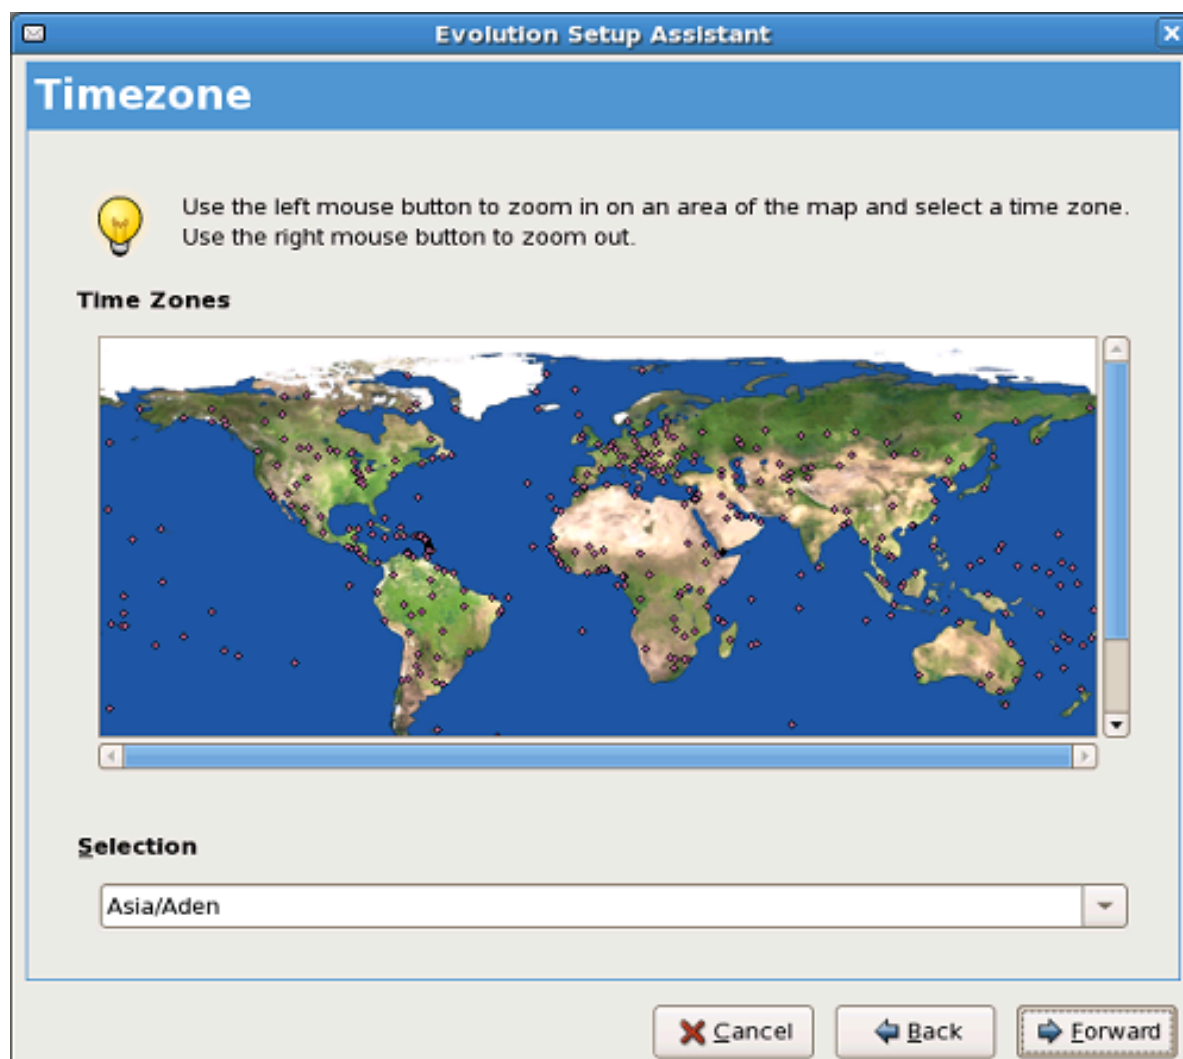 Evolution Setup Assistant
Timezone
Use the left mouse button to zoom in on an area of the map and select a time zone.
Use the right mouse button to zoom out.
Time Zones
Selection
Asia/Aden
Cancel
Back
Forward